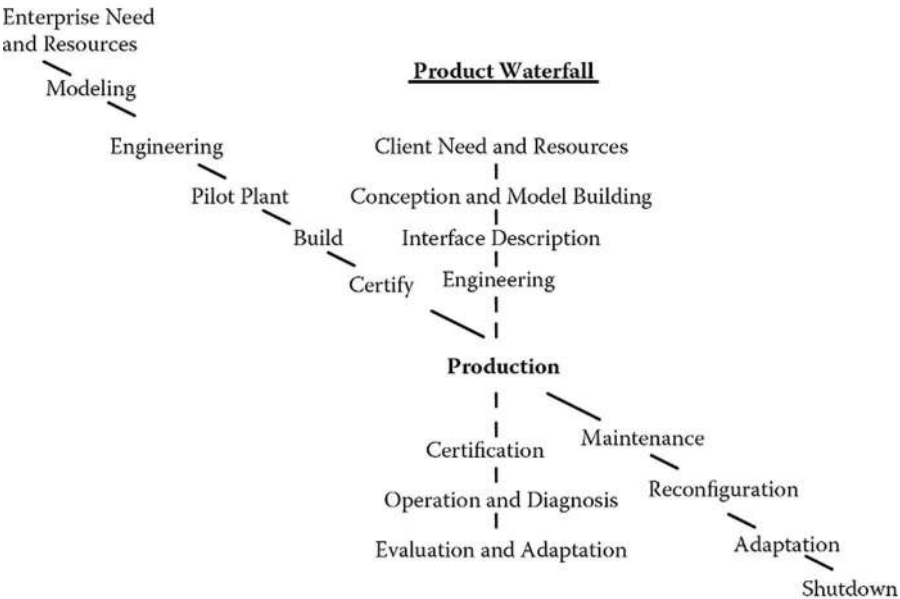 Enterprise Need
and Resources
Product Waterfall
Modeling
Engineering
Client Need and Resources
Pilot Plant
Conception and Model Building
Build
Interface Description
Certify
Engineering
Production
Maintenance
Certification
Reconfiguration
Operation and Diagnosis
Adaptation
Evaluation and Adaptation
Shutdown